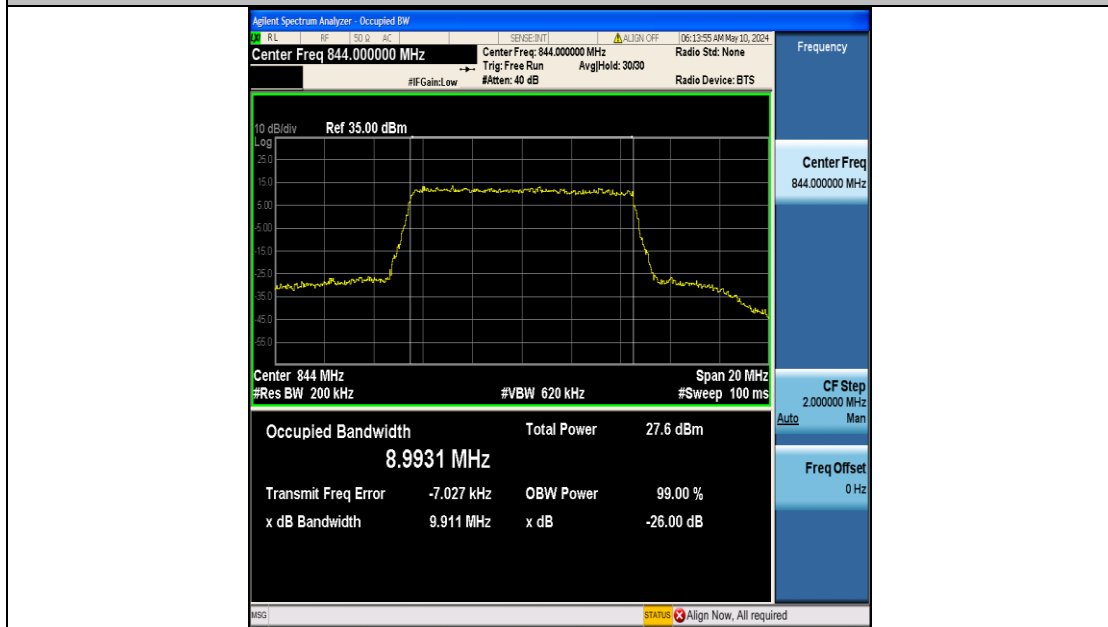 Agilent Spectrum Analyzer - Occupied BW
RL RF 50 Ω AC SENSE:INT ALIGN OFF 06:13:55 AM May 10, 2024
Center Freq 844.000000 MHz
Center Freq: 844.000000 MHz
Radio Std: None
Trig: Free Run Avg|Hold: 30/30
#IFGain:Low
#Atten: 40 dB
Radio Device: BTS
10 dB/div Ref 35.00 dBm
Log
25.0
15.0
5.00
-5.00
-15.0
-25.0
-35.0
-45.0
-55.0
Center 844 MHz Span 20 MHz
#Res BW 200 kHz #VBW 620 kHz #Sweep 100 ms
Occupied Bandwidth Total Power 27.6 dBm
8.9931 MHz
Transmit Freq Error -7.027 kHz OBW Power 99.00 %
x dB Bandwidth 9.911 MHz x dB -26.00 dB
Frequency
Center Freq
844.000000 MHz
CF Step
2.000000 MHz
Auto Man
Freq Offset
0 Hz
MSG
STATUS Align Now, All required